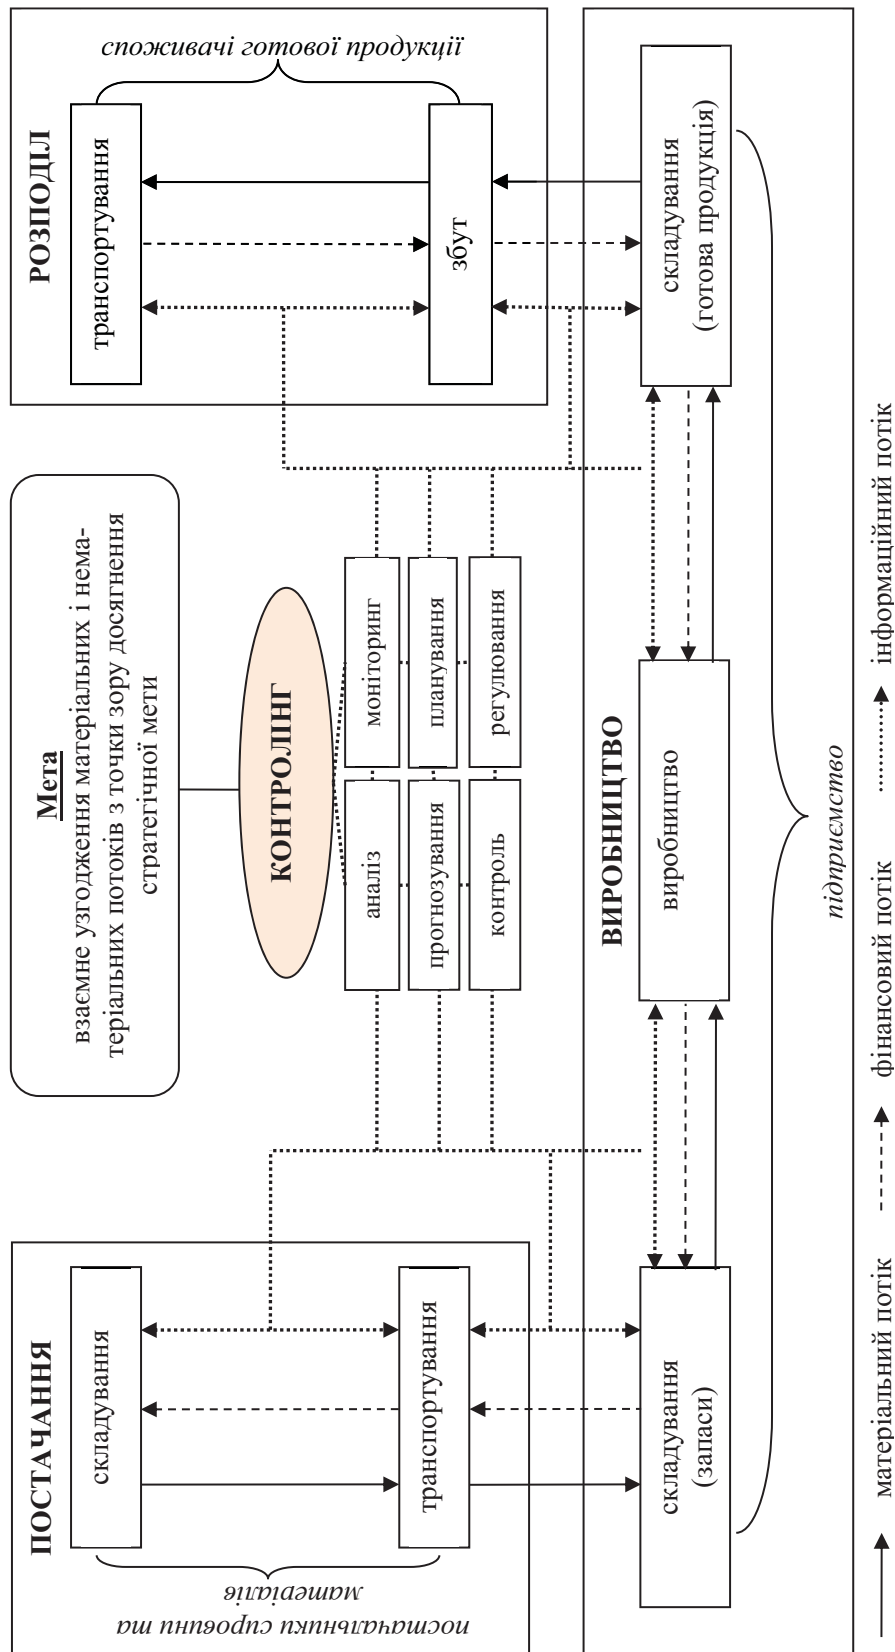 Мета
взаємне узгодження матеріальних і нема-
теріальних потоків з точки зору досягнення
стратегічної мети
КОНТРОЛІНГ
аналіз
моніторинг
прогнозування
планування
контроль
регулювання
ПОСТАЧАННЯ
складування
транспортування
постачальники сировини та
матеріалів
РОЗПОДІЛ
транспортування
збут
споживачі готової продукції
ВИРОБНИЦТВО
складування
(запаси)
виробництво
складування
(готова продукція)
підприємство
матеріальний потік
фінансовий потік
інформаційний потік